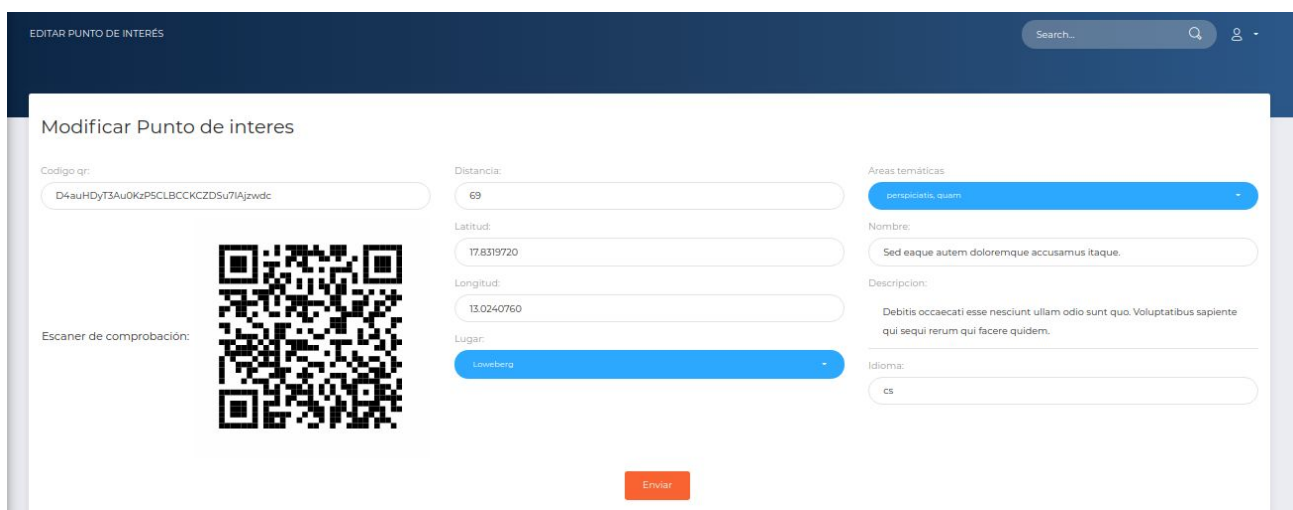 EDITAR PUNTO DE INTERÉS
Search...
Modificar Punto de interes
Codigo qr:
D4auHDyT3Au0KzP5CLBCCKCZDSu7IAjzwdc
Escaner de comprobación:
Distancia:
69
Latitud:
17.8319720
Longitud:
13.0240760
Lugar:
Loweberg
Areas temáticas
perspiciatis, quam
Nombre:
Sed eaque autem doloremque accusamus itaque.
Descripcion:
Debitis occaecati esse nesciunt ullam odio sunt quo. Voluptatibus sapiente
qui sequi rerum qui facere quidem.
Idioma:
cs
Enviar